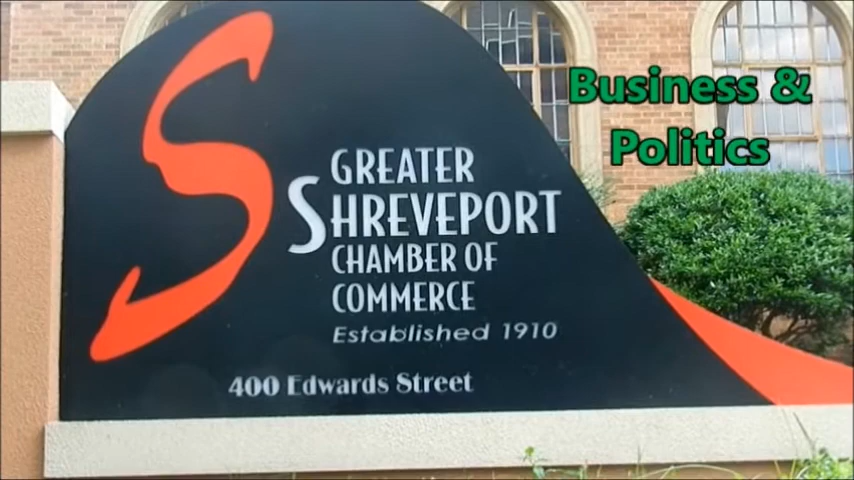 Business &
Politics
GREATER
SHREVEPORT
CHAMBER OF
COMMERCE
Established 1910
400 Edwards Street